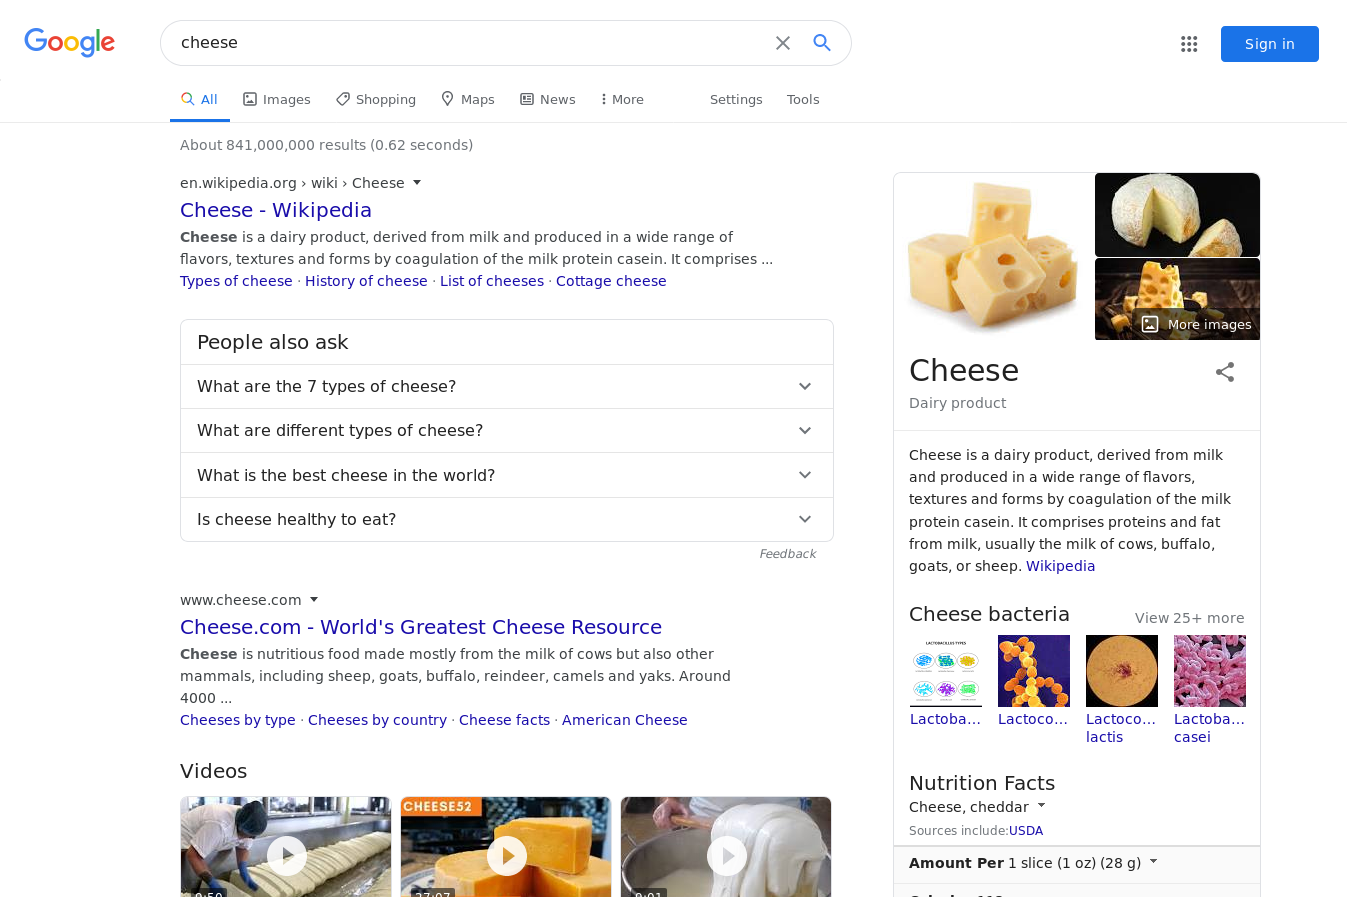 Google
cheese
Sign in
All
Images
Shopping
Maps
News
More
Settings
Tools
About 841,000,000 results (0.62 seconds)
en.wikipedia.org › wiki › Cheese
Cheese - Wikipedia
Cheese is a dairy product, derived from milk and produced in a wide range of
flavors, textures and forms by coagulation of the milk protein casein. It comprises ...
Types of cheese · History of cheese · List of cheeses · Cottage cheese
People also ask
What are the 7 types of cheese?
What are different types of cheese?
What is the best cheese in the world?
Is cheese healthy to eat?
Feedback
www.cheese.com
Cheese.com - World's Greatest Cheese Resource
Cheese is nutritious food made mostly from the milk of cows but also other
mammals, including sheep, goats, buffalo, reindeer, camels and yaks. Around
4000 ...
Cheeses by type · Cheeses by country · Cheese facts · American Cheese
Videos
CHEESE52
More images
Cheese
Dairy product
Cheese is a dairy product, derived from milk
and produced in a wide range of flavors,
textures and forms by coagulation of the milk
protein casein. It comprises proteins and fat
from milk, usually the milk of cows, buffalo,
goats, or sheep. Wikipedia
Cheese bacteria
View 25+ more
LACTOBACILLUS TYPES
Lactoba...
Lactoco...
Lactoco...
lactis
Lactoba...
casei
Nutrition Facts
Cheese, cheddar
Sources include: USDA
Amount Per 1 slice (1 oz) (28 g)